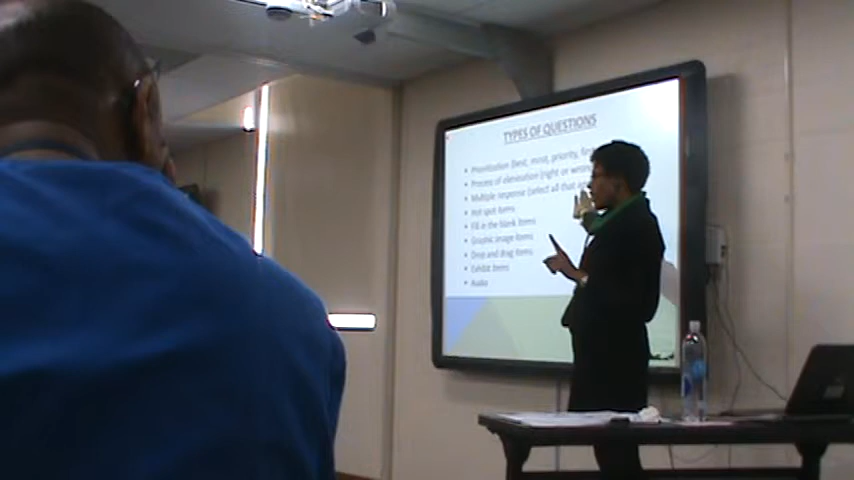 TYPES OF QUESTIONS
• Prioritization (best, most, priority, first
• Process of elimination (right or wrong
• Multiple response (select all that
• Hot spot items
• Fill in the blank items
• Graphic image items
• Drop and drag items
• Exhibit items
• Audio